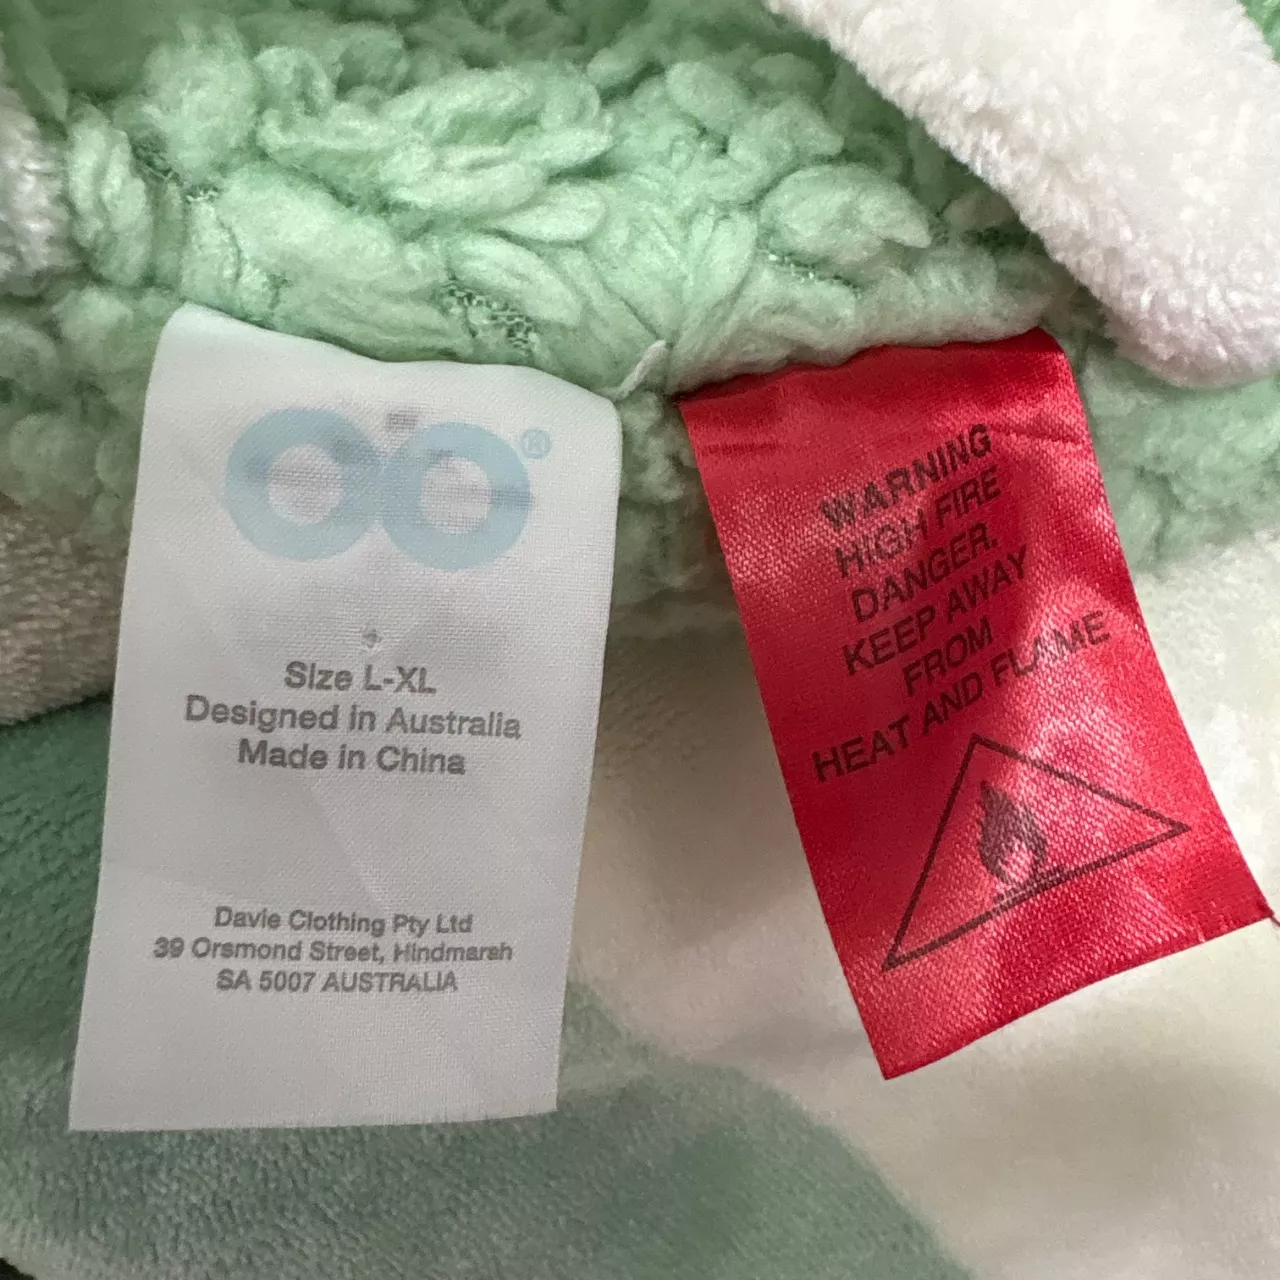 ®
Size L-XL
Designed in Australia
Made in China
Davie Clothing Pty Ltd
39 Orsmond Street, Hindmarsh
SA 5007 AUSTRALIA
WARNING
HIGH FIRE
DANGER.
KEEP AWAY
FROM
HEAT AND FLAME